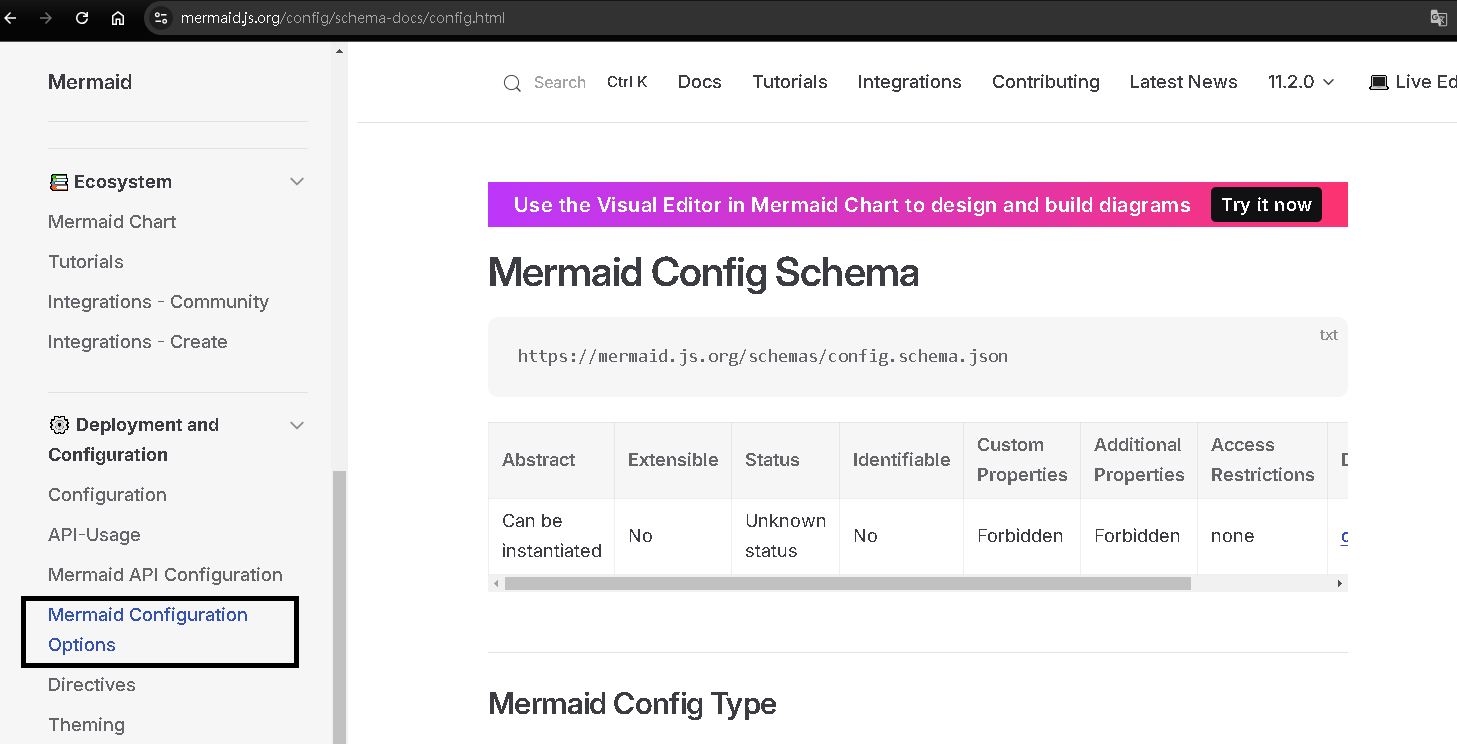 mermaid.js.org/config/schema-docs/config.html
Mermaid
Search Ctrl K Docs Tutorials Integrations Contributing Latest News 11.2.0 Live Ed
Ecosystem
Mermaid Chart
Tutorials
Integrations - Community
Integrations - Create
Deployment and
Configuration
Configuration
API-Usage
Mermaid API Configuration
Mermaid Configuration
Options
Directives
Theming
Use the Visual Editor in Mermaid Chart to design and build diagrams Try it now
Mermaid Config Schema
txt
https://mermaid.js.org/schemas/config.schema.json
Abstract Extensible Status Identifiable Custom Properties Additional Properties Access Restrictions
Can be instantiated No Unknown status No Forbidden Forbidden none
Mermaid Config Type